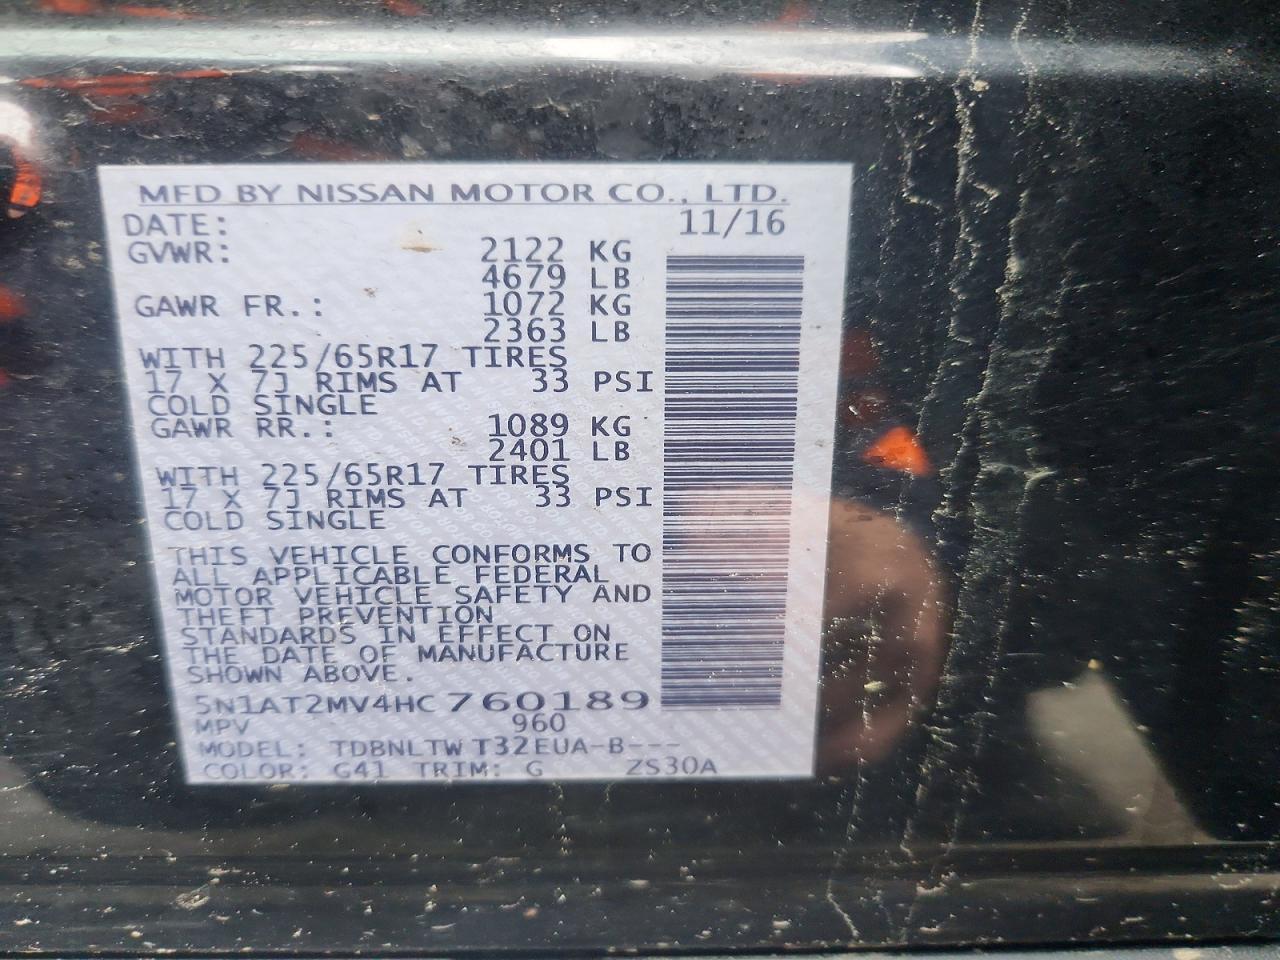 MFD BY NISSAN MOTOR CO., LTD.
DATE: 11/16
GVWR: 2122 KG
4679 LB
GAWR FR.: 1072 KG
2363 LB
WITH 225/65R17 TIRES
17 X 7J RIMS AT 33 PSI
COLD SINGLE
GAWR RR.: 1089 KG
2401 LB
WITH 225/65R17 TIRES
17 X 7J RIMS AT 33 PSI
COLD SINGLE
THIS VEHICLE CONFORMS TO
ALL APPLICABLE FEDERAL
MOTOR VEHICLE SAFETY AND
THEFT PREVENTION
STANDARDS IN EFFECT ON
THE DATE OF MANUFACTURE
SHOWN ABOVE.
5N1AT2MV4HC760189
MPV 960
MODEL: TDBNLTWT32EUA-B---
COLOR: G41 TRIM: G ZS30A